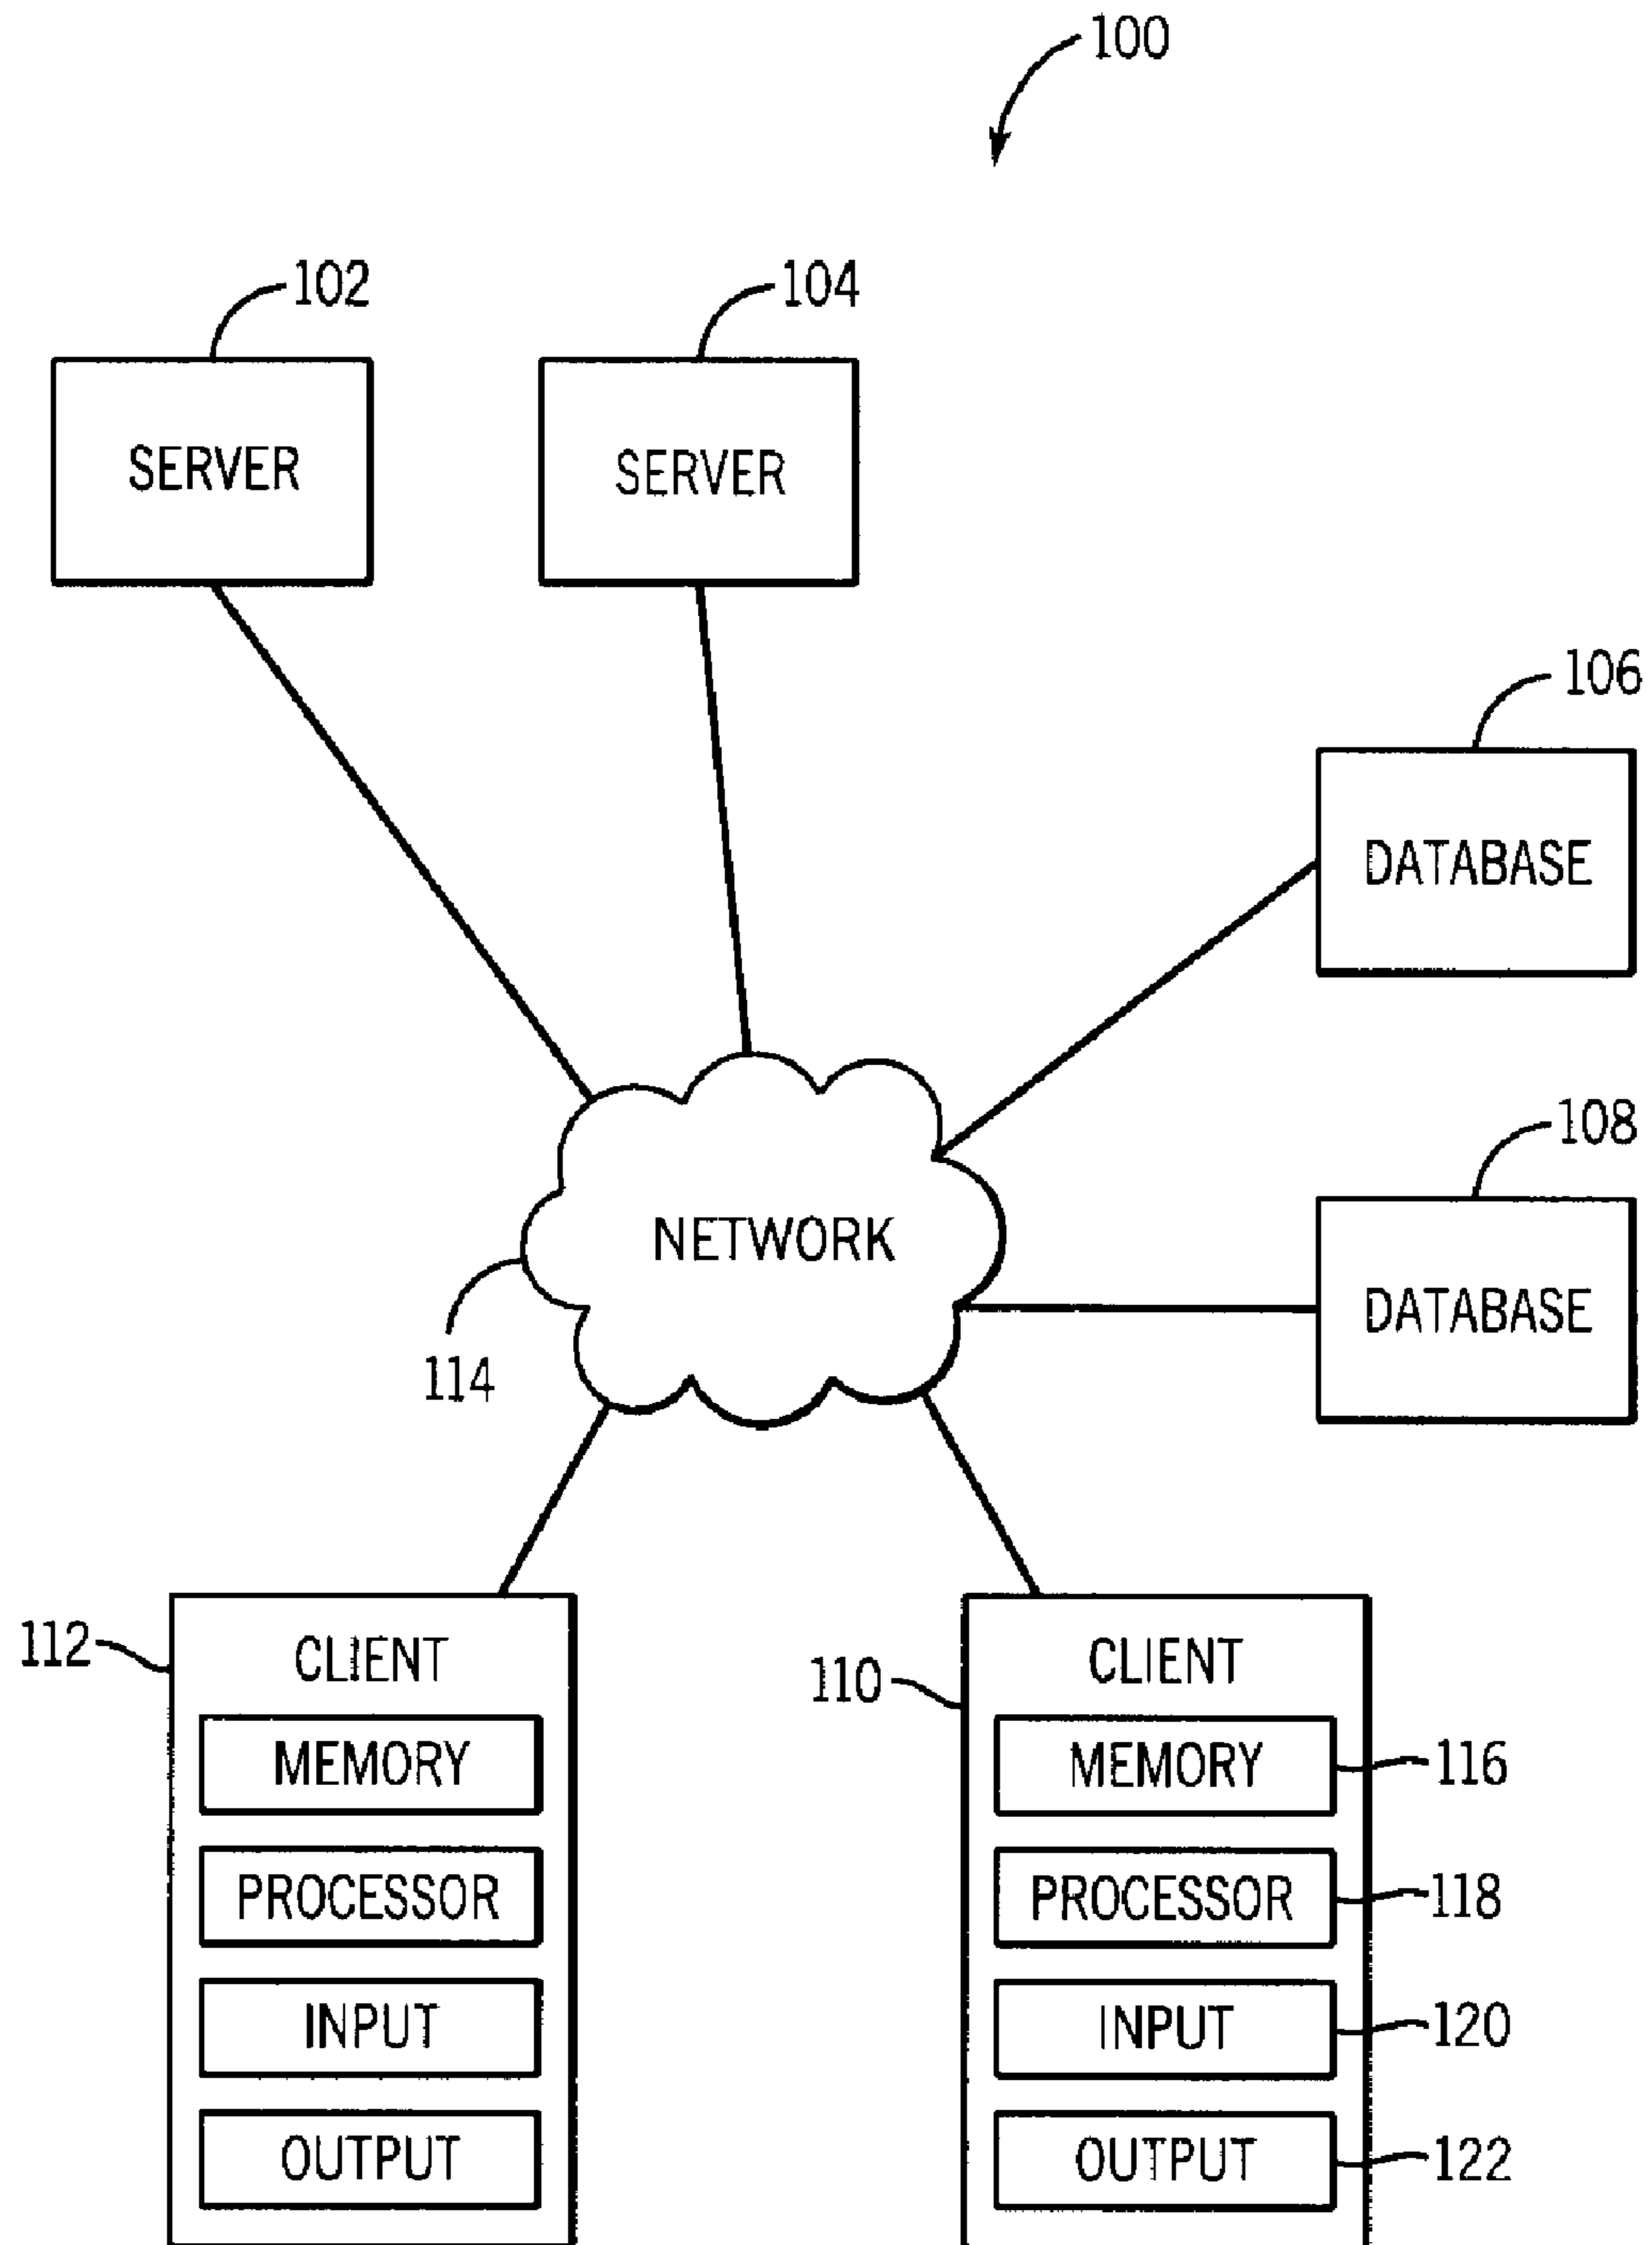 100
102
104
SERVER
SERVER
106
DATABASE
108
NETWORK
DATABASE
114
112
CLIENT
MEMORY
PROCESSOR
INPUT
OUTPUT
110
CLIENT
MEMORY
116
PROCESSOR
118
INPUT
120
OUTPUT
122